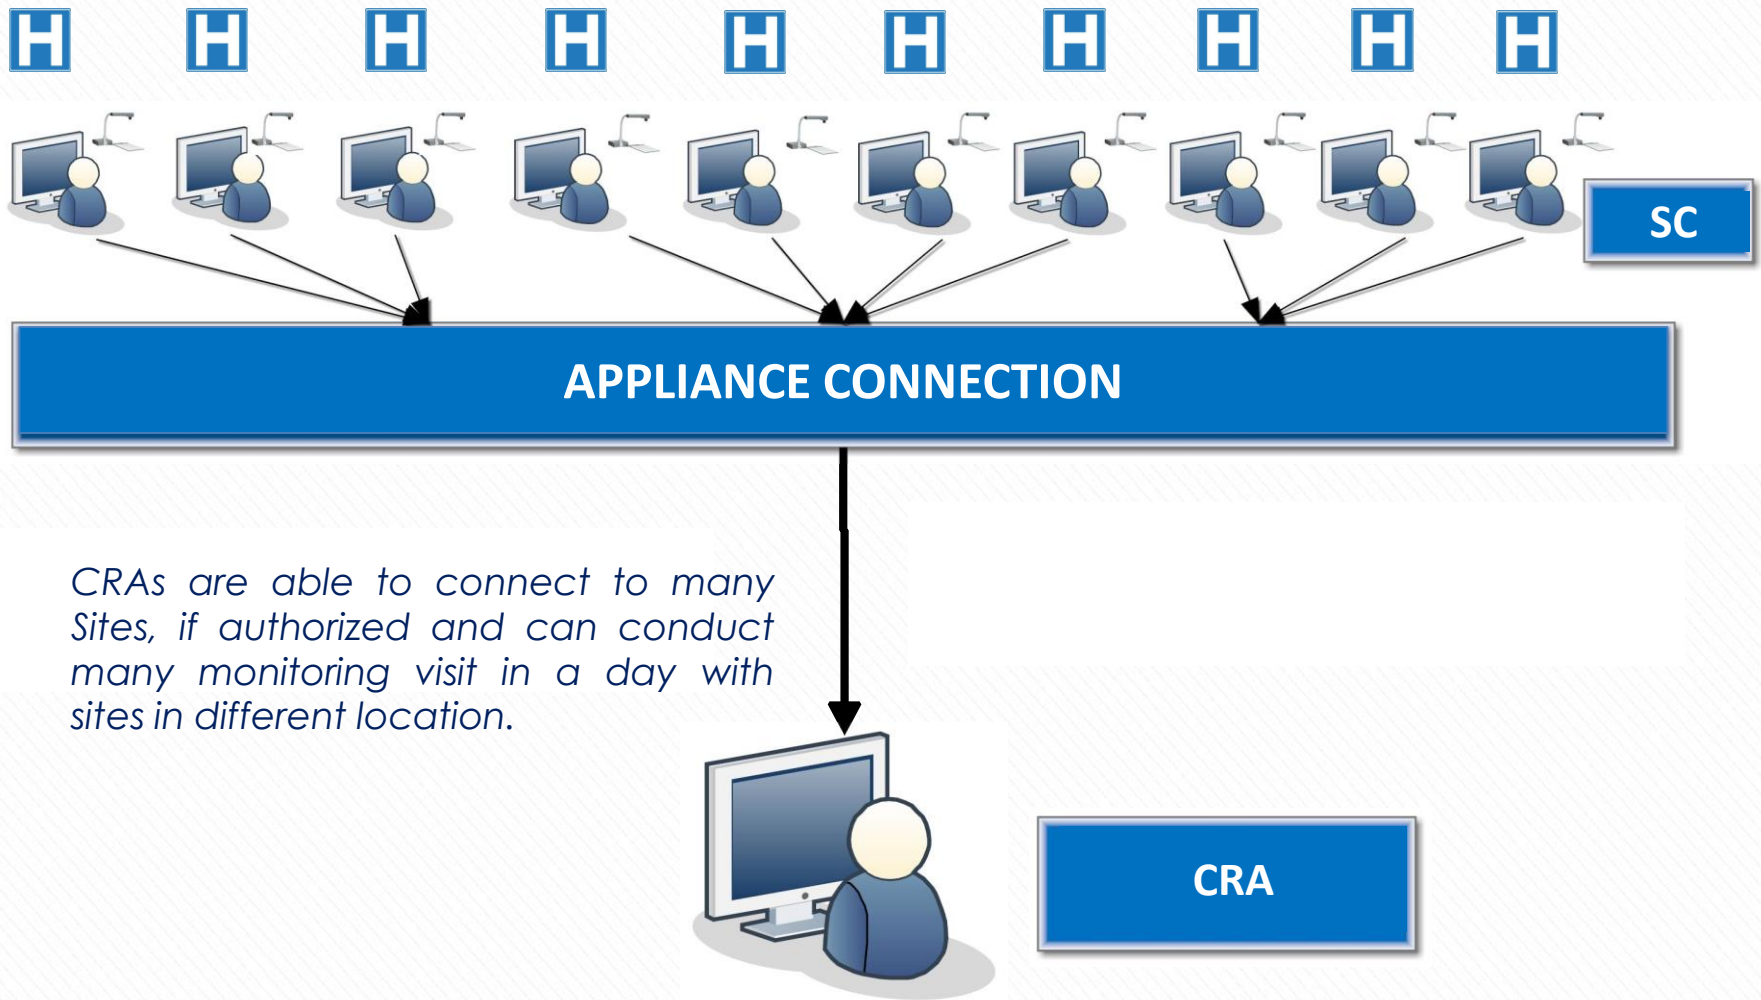 H H H H H H H H H H
SC
APPLIANCE CONNECTION
CRAs are able to connect to many
Sites, if authorized and can conduct
many monitoring visit in a day with
sites in different location.
CRA